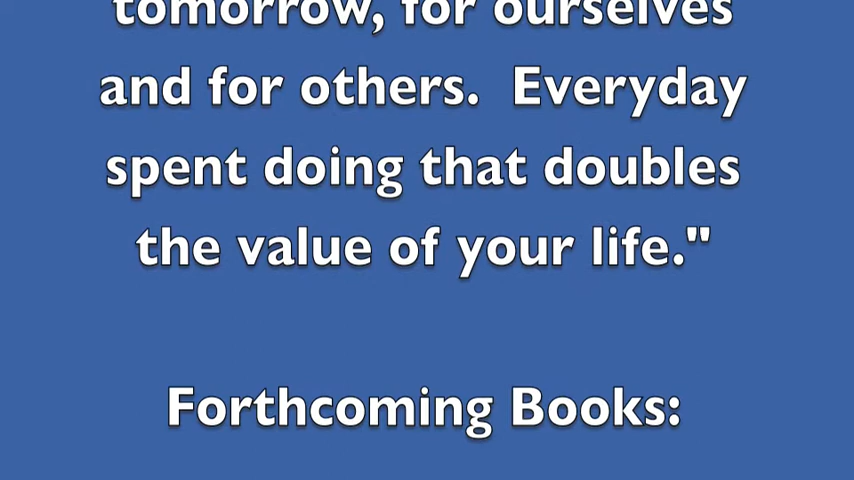 tomorrow, for ourselves
and for others.  Everyday
spent doing that doubles
the value of your life."
Forthcoming Books: